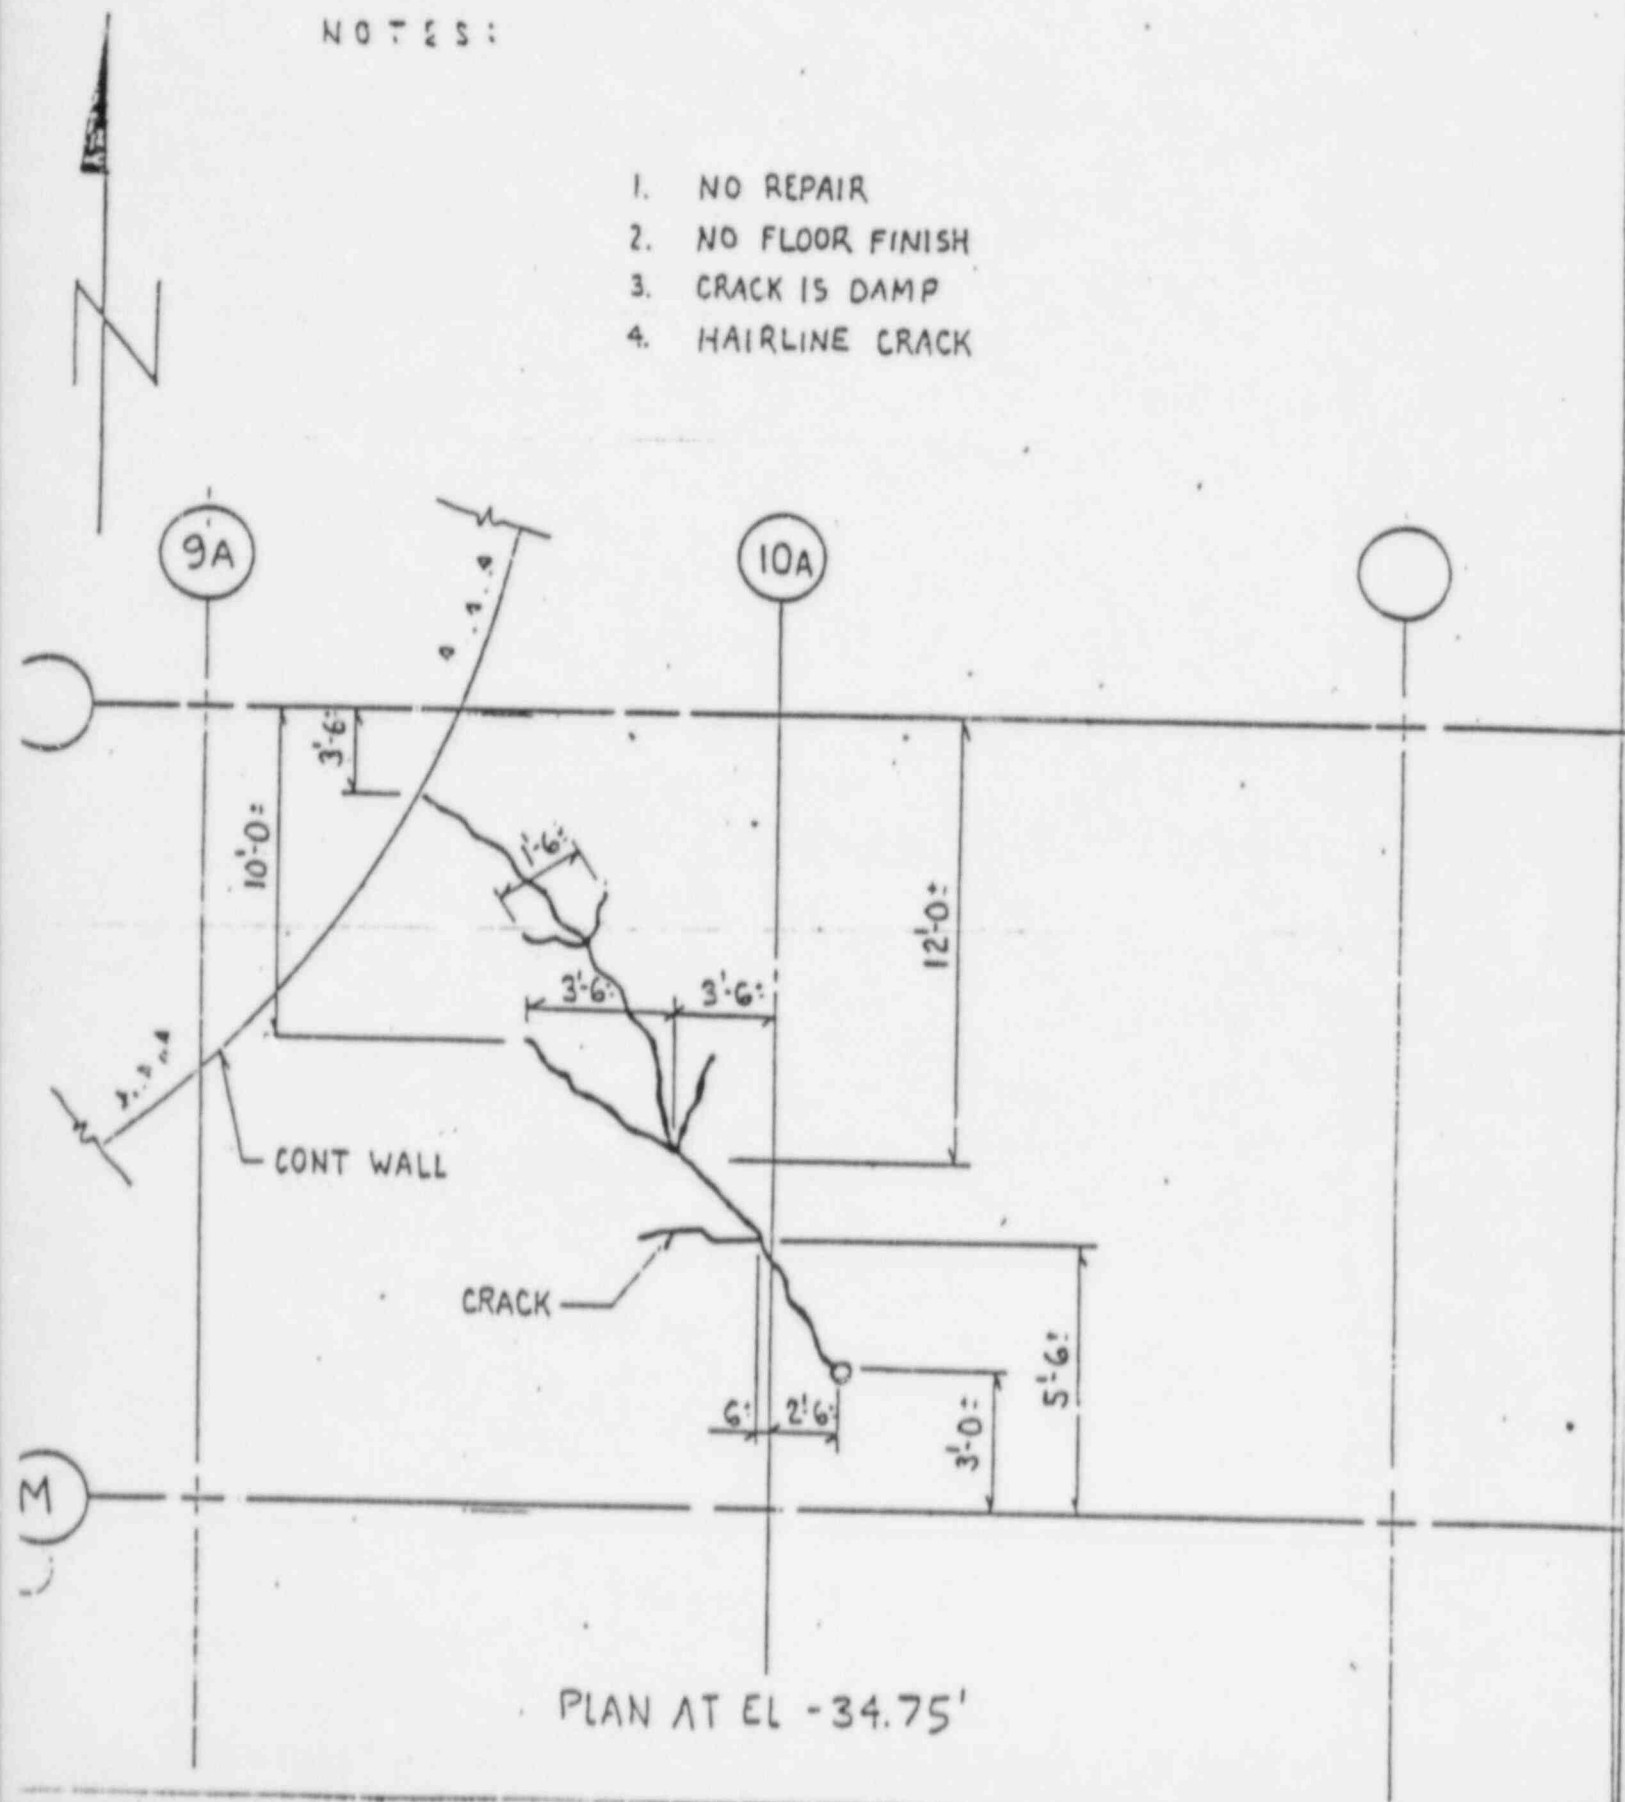 NOTES:
1. NO REPAIR
2. NO FLOOR FINISH
3. CRACK IS DAMP
4. HAIRLINE CRACK
N
9A
10A
3'-6±
10'-0±
1'-6±
12'-0±
3'-6±
3'-6±
CONT WALL
CRACK
5'-6±
6±
2'-6±
3'-0±
M
PLAN AT EL -34.75'